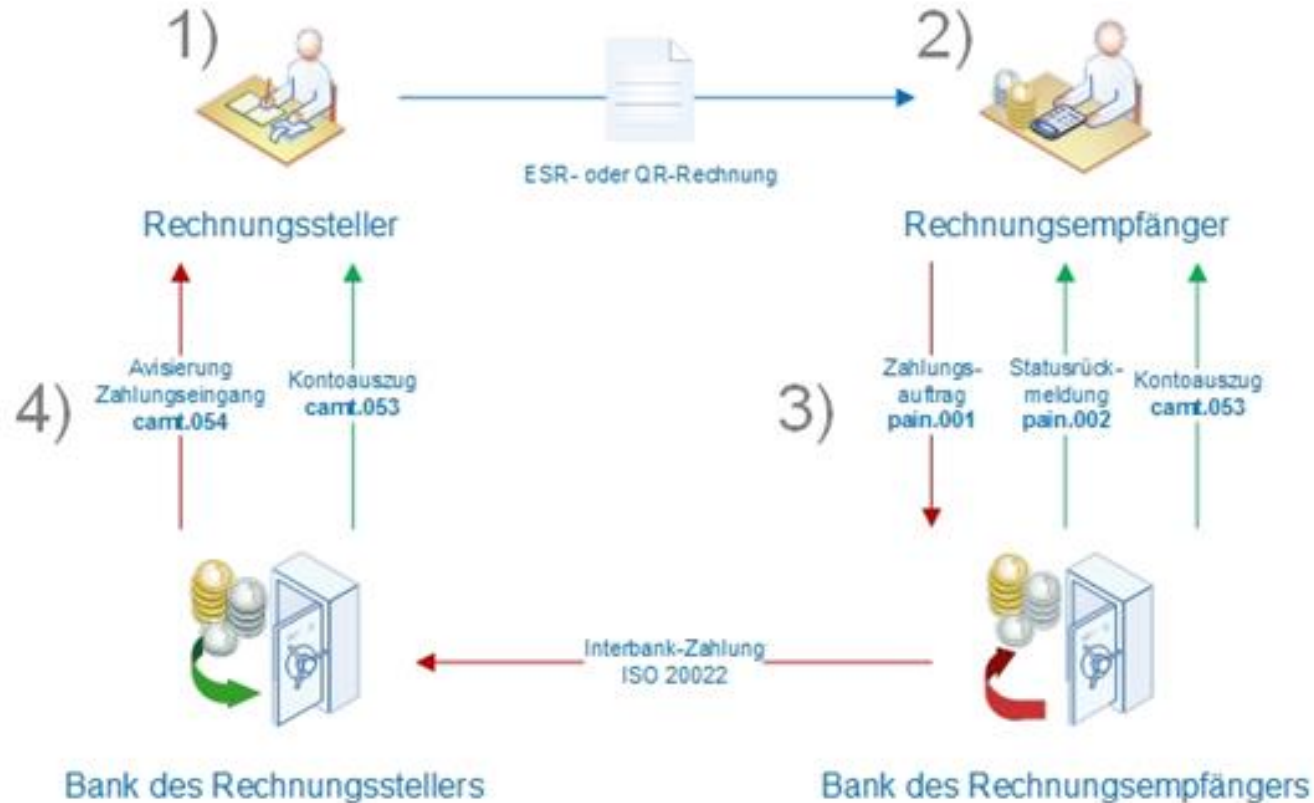 1)
2)
ESR- oder QR-Rechnung
Rechnungssteller
Rechnungsempfänger
4)
Avisierung
Zahlungseingang
camt.054
Kontoauszug
camt.053
3)
Zahlungs-
auftrag
pain.001
Statusrück-
meldung
pain.002
Kontoauszug
camt.053
Interbank-Zahlung
ISO 20022
Bank des Rechnungsstellers
Bank des Rechnungsempfängers